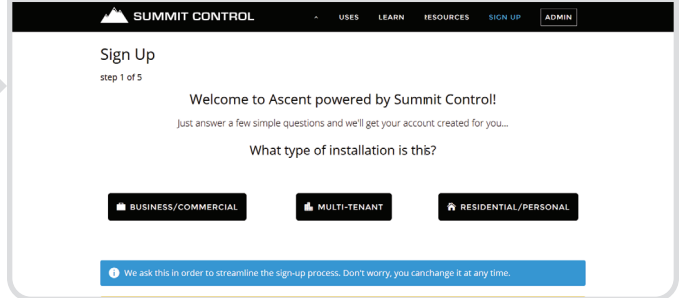 SUMMIT CONTROL
USES LEARN RESOURCES SIGN UP ADMIN
Sign Up
step 1 of 5
Welcome to Ascent powered by Summit Control!
Just answer a few simple questions and we'll get your account created for you...
What type of installation is this?
BUSINESS/COMMERCIAL MULTI-TENANT RESIDENTIAL/PERSONAL
We ask this in order to streamline the sign-up process. Don't worry, you canchange it at any time.